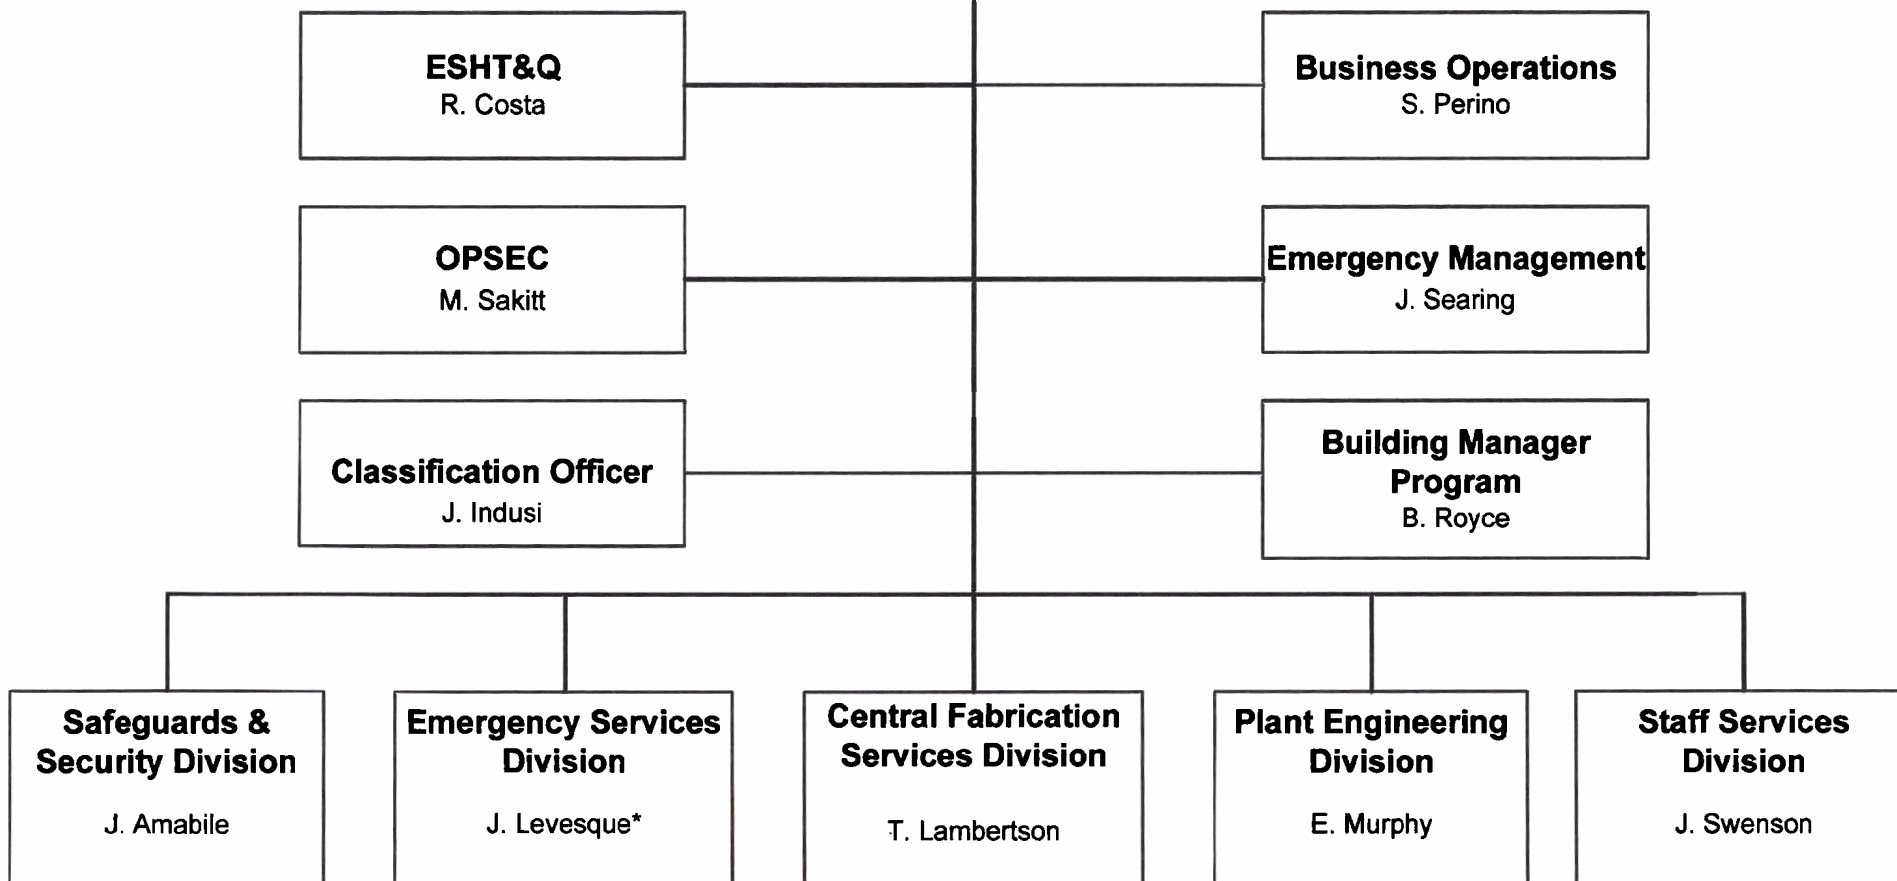 ESHT&Q
R. Costa
Business Operations
S. Perino
OPSEC
M. Sakitt
Emergency Management
J. Searing
Classification Officer
J. Indusi
Building Manager
Program
B. Royce
Safeguards &
Security Division
J. Amabile
Emergency Services
Division
J. Levesque*
Central Fabrication
Services Division
T. Lambertson
Plant Engineering
Division
E. Murphy
Staff Services
Division
J. Swenson